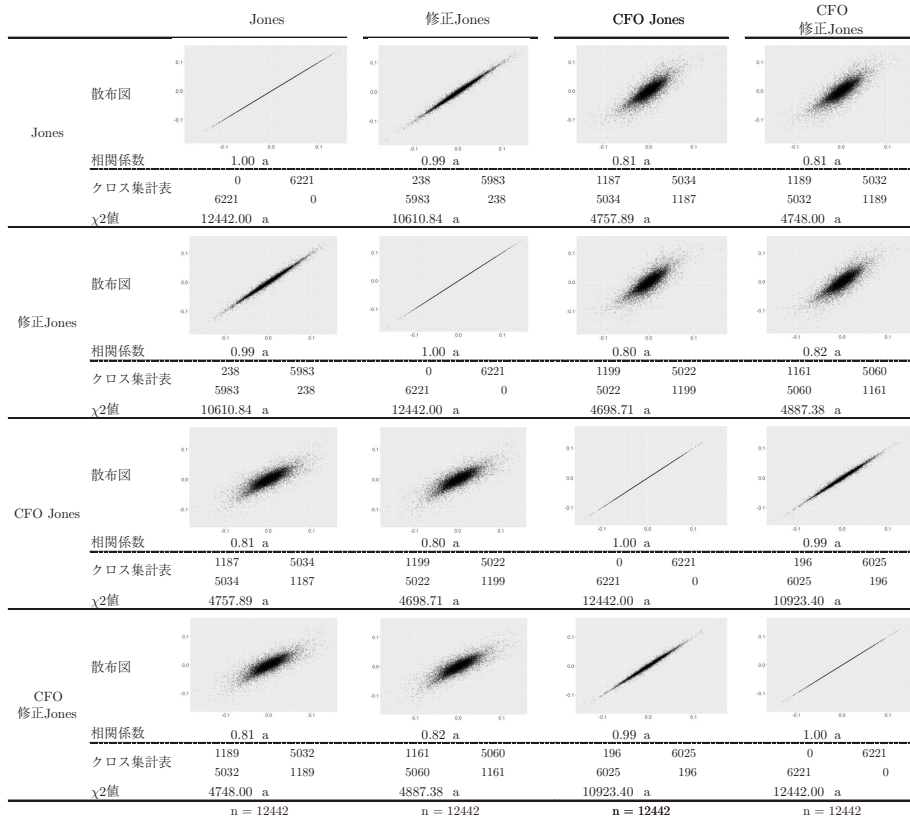 Jones 修正Jones CFO Jones CFO
修正Jones
散布図
Jones
0.1 0.0 -0.1
-0.1 0.0 0.1
相関係数 1.00 a 0.99 a 0.81 a 0.81 a
クロス集計表
0 6221 238 5983 1187 5034 1189 5032
6221 0 5983 238 5034 1187 5032 1189
χ2値 12442.00 a 10610.84 a 4757.89 a 4748.00 a
散布図
修正Jones
相関係数 0.99 a 1.00 a 0.80 a 0.82 a
クロス集計表
238 5983 0 6221 1199 5022 1161 5060
5983 238 6221 0 5022 1199 5060 1161
χ2値 10610.84 a 12442.00 a 4698.71 a 4887.38 a
散布図
CFO Jones
相関係数 0.81 a 0.80 a 1.00 a 0.99 a
クロス集計表
1187 5034 1199 5022 0 6221 196 6025
5034 1187 5022 1199 6221 0 6025 196
χ2値 4757.89 a 4698.71 a 12442.00 a 10923.40 a
散布図
CFO
修正Jones
相関係数 0.81 a 0.82 a 0.99 a 1.00 a
クロス集計表
1189 5032 1161 5060 196 6025 0 6221
5032 1189 5060 1161 6025 196 6221 0
χ2値 4748.00 a 4887.38 a 10923.40 a 12442.00 a
n = 12442 n = 12442 n = 12442 n = 12442